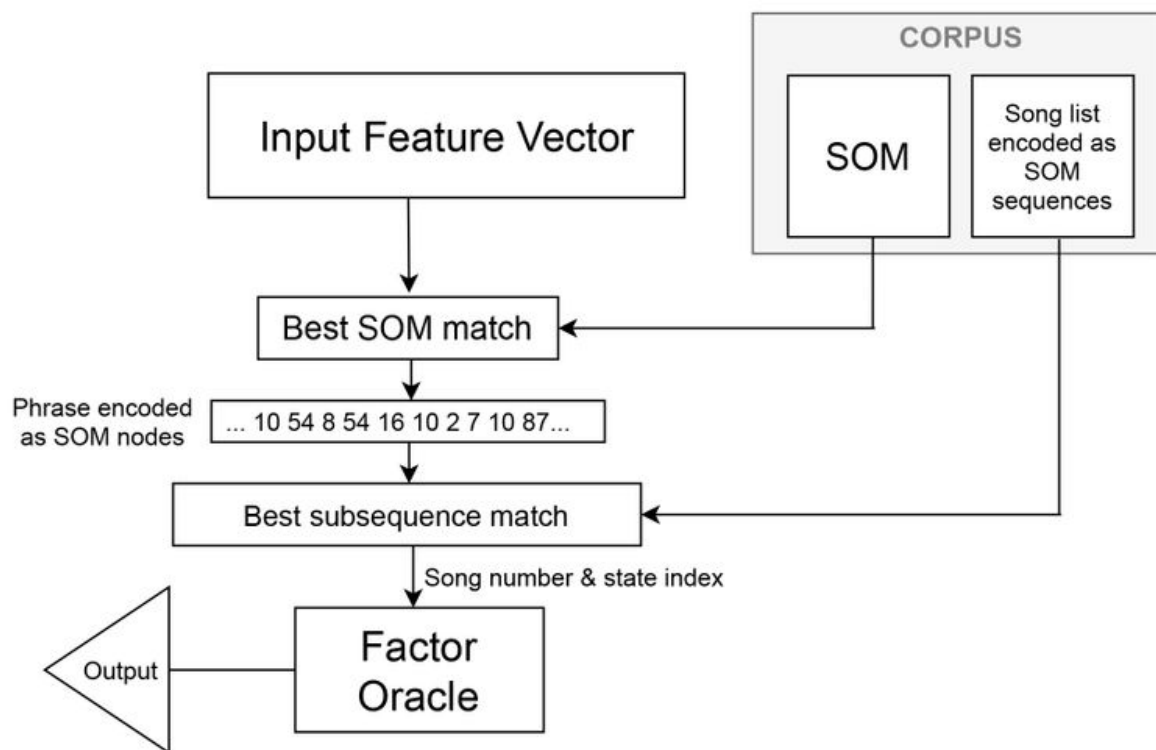 CORPUS
Input Feature Vector
SOM
Song list
encoded as
SOM
sequences
Best SOM match
Phrase encoded
as SOM nodes
... 10 54 8 54 16 10 2 7 10 87...
Best subsequence match
Song number & state index
Factor
Oracle
Output